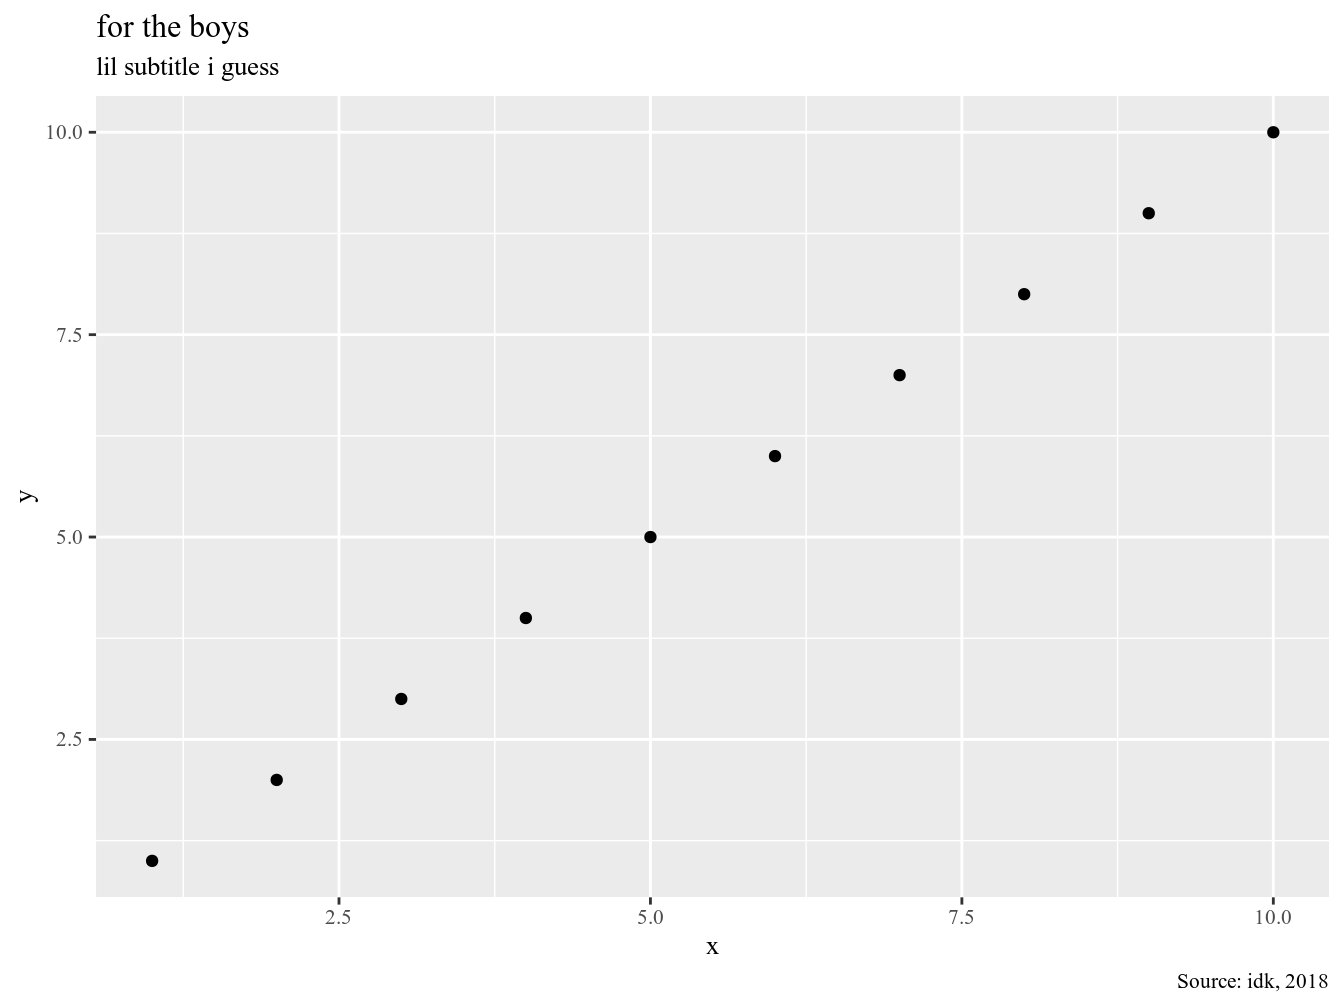 for the boys
lil subtitle i guess
10.0
7.5
5.0
2.5
y
2.5 5.0 7.5 10.0
x
Source: idk, 2018